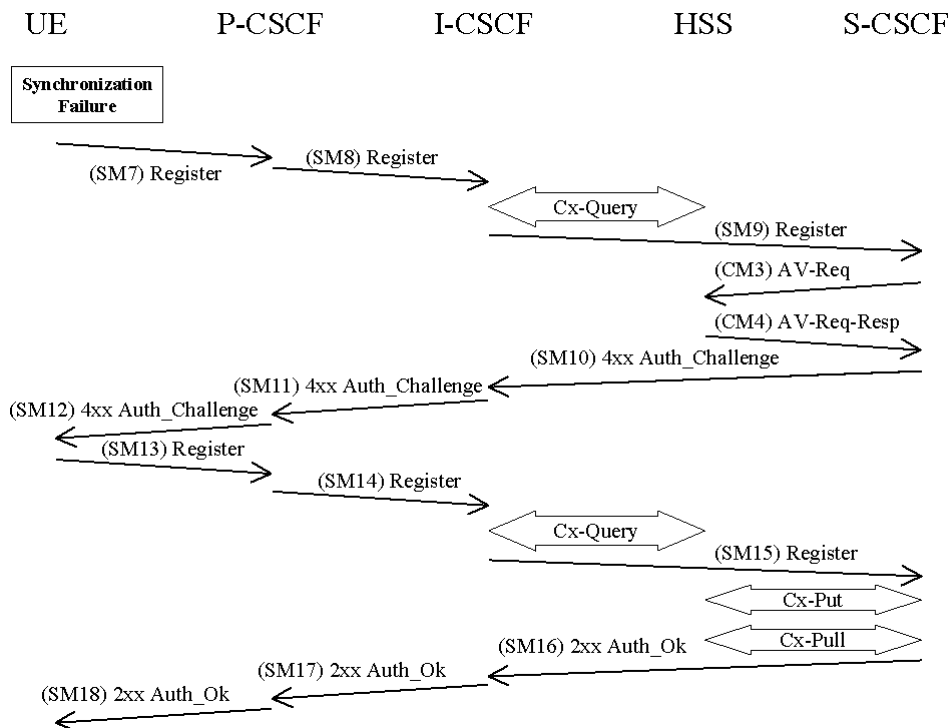 UE P-CSCF I-CSCF HSS S-CSCF
Synchronization
Failure
(SM7) Register
(SM8) Register
Cx-Query
(SM9) Register
(CM3) AV-Req
(CM4) AV-Req-Resp
(SM10) 4xx Auth_Challenge
(SM11) 4xx Auth_Challenge
(SM12) 4xx Auth_Challenge
(SM13) Register
(SM14) Register
Cx-Query
(SM15) Register
Cx-Put
Cx-Pull
(SM16) 2xx Auth_Ok
(SM17) 2xx Auth_Ok
(SM18) 2xx Auth_Ok